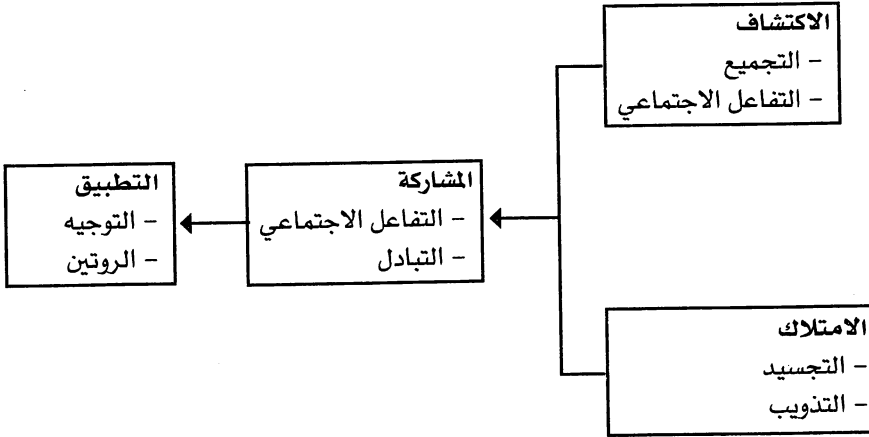 الاكتشاف
– التجميع
– التفاعل الاجتماعي
الامتلاك
– التجسيد
– التذويب
المشاركة
– التفاعل الاجتماعي
– التبادل
التطبيق
– التوجيه
– الروتين